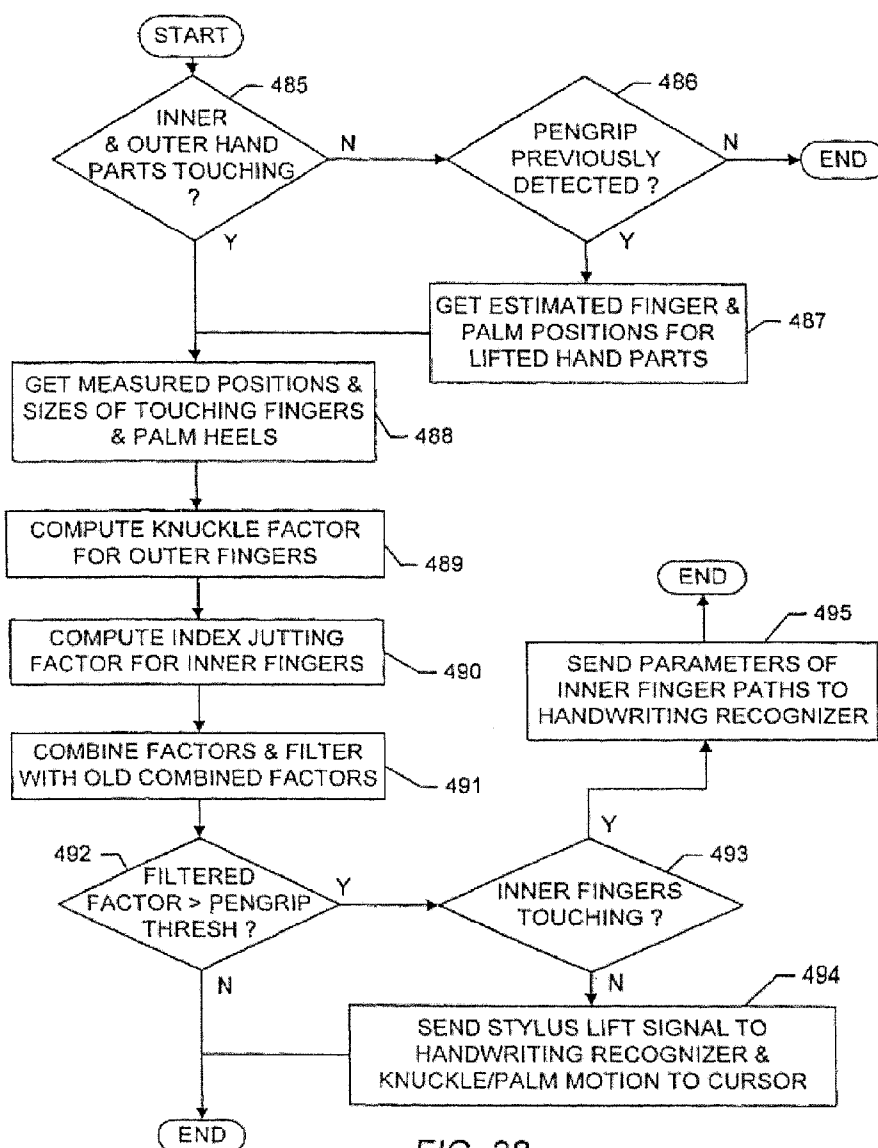 START
485
INNER
& OUTER HAND
PARTS TOUCHING
?
N
Y
486
PENGRIP
PREVIOUSLY
DETECTED ?
N
END
Y
GET ESTIMATED FINGER &
PALM POSITIONS FOR
LIFTED HAND PARTS
487
GET MEASURED POSITIONS &
SIZES OF TOUCHING FINGERS
& PALM HEELS
488
COMPUTE KNUCKLE FACTOR
FOR OUTER FINGERS
489
COMPUTE INDEX JUTTING
FACTOR FOR INNER FINGERS
490
COMBINE FACTORS & FILTER
WITH OLD COMBINED FACTORS
491
492
FILTERED
FACTOR > PENGRIP
THRESH ?
Y
N
493
INNER FINGERS
TOUCHING ?
Y
N
END
495
SEND PARAMETERS OF
INNER FINGER PATHS TO
HANDWRITING RECOGNIZER
494
SEND STYLUS LIFT SIGNAL TO
HANDWRITING RECOGNIZER &
KNUCKLE/PALM MOTION TO CURSOR
END